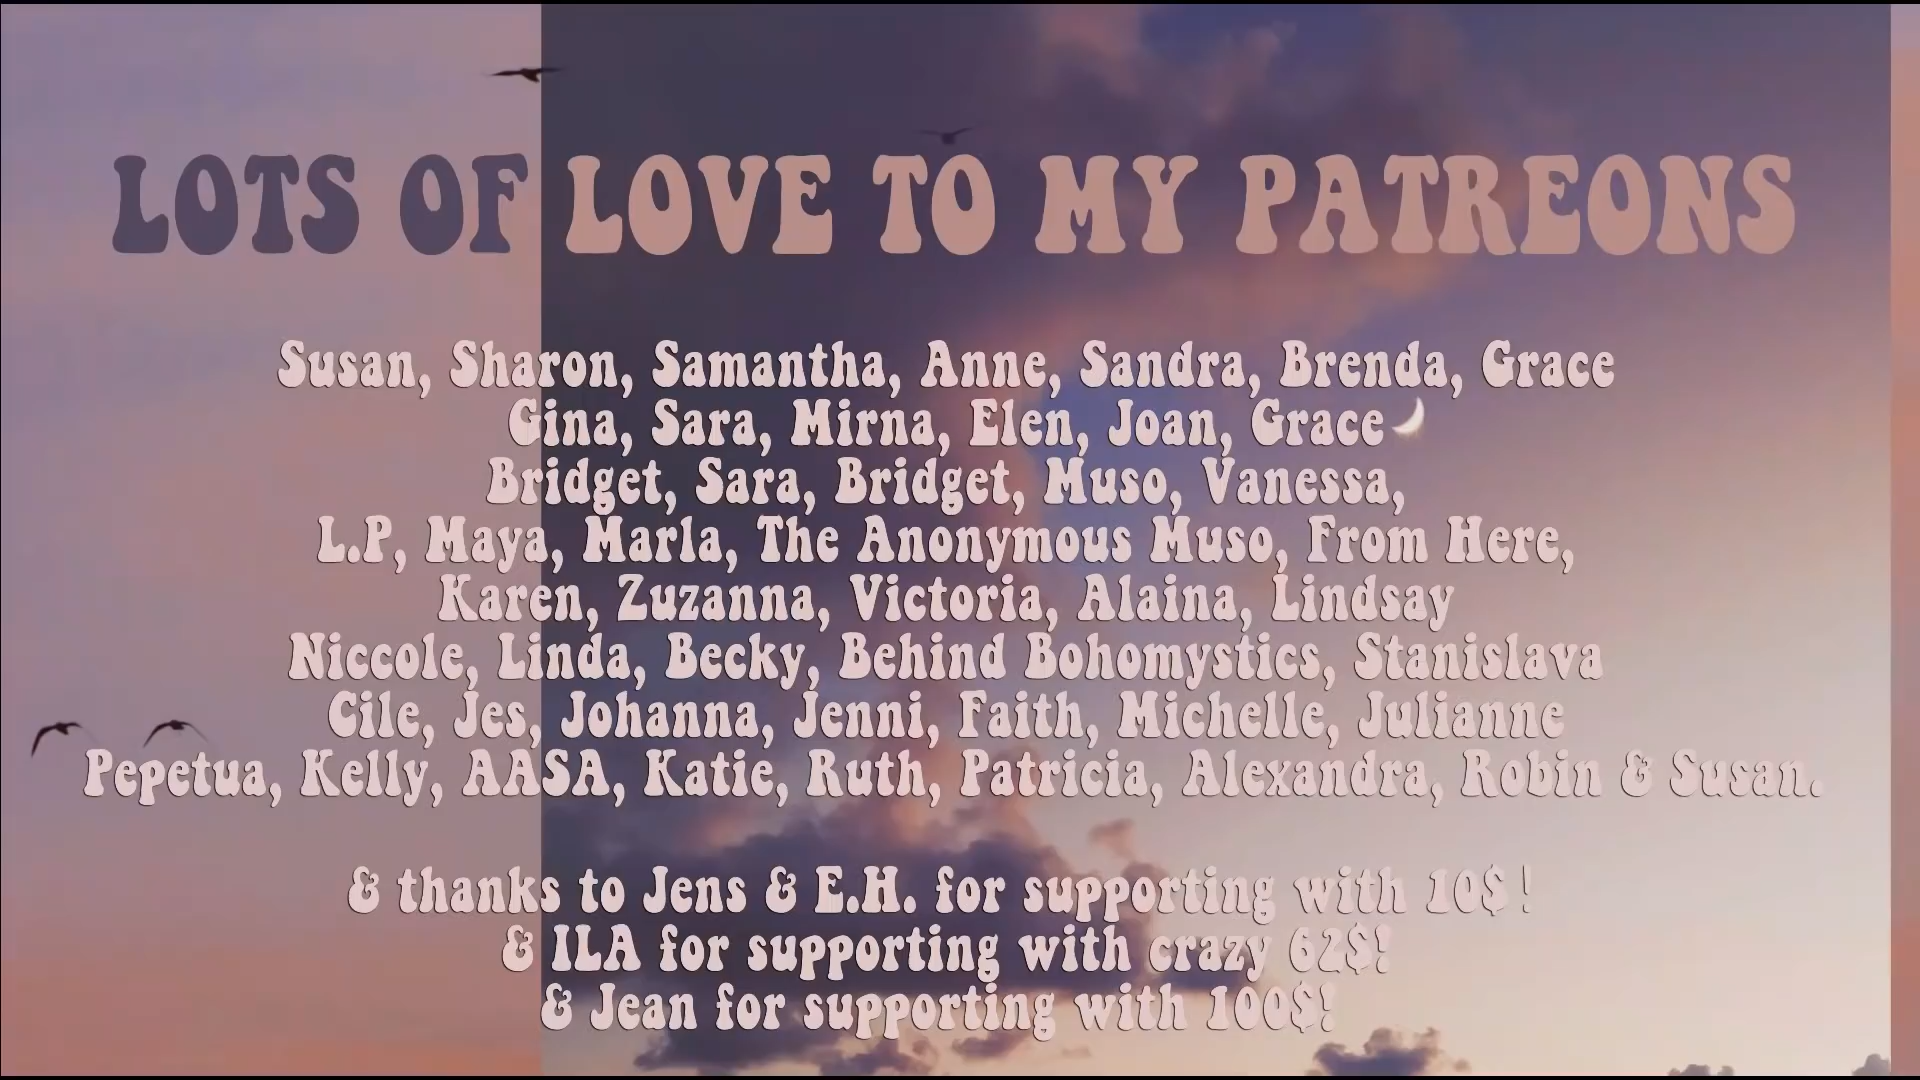 LOTS OF LOVE TO MY PATREONS
Susan, Sharon, Samantha, Anne, Sandra, Brenda, Grace
Gina, Sara, Mirna, Elen, Joan, Grace
Bridget, Sara, Bridget, Muso, Vanessa,
L.P, Maya, Marla, The Anonymous Muso, From Here,
Karen, Zuzanna, Victoria, Alaina, Lindsay
Niccole, Linda, Becky, Behind Bohomystics, Stanislava
Cile, Jes, Johanna, Jenni, Faith, Michelle, Julianne
Pepetua, Kelly, AASA, Katie, Ruth, Patricia, Alexandra, Robin & Susan.
& thanks to Jens & E.H. for supporting with 10$ !
& ILA for supporting with crazy 62$!
& Jean for supporting with 100$!